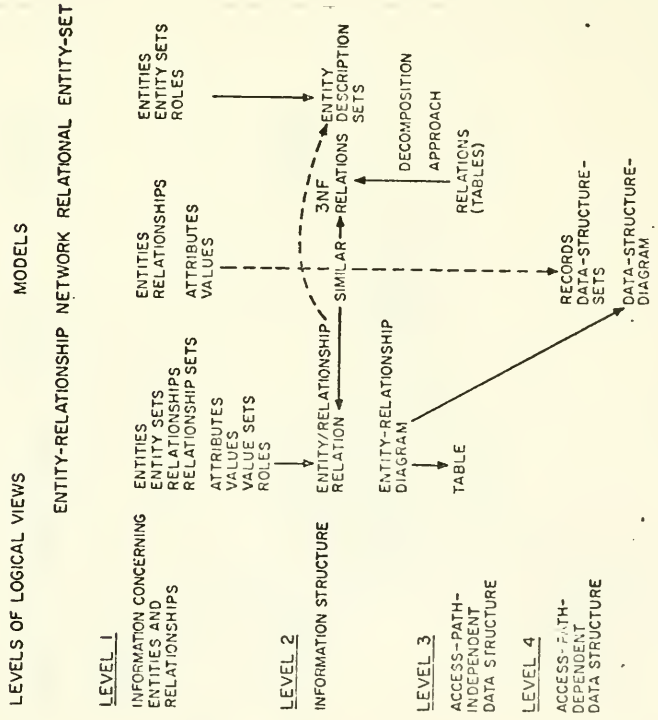 LEVELS OF LOGICAL VIEWS
MODELS
ENTITY-RELATIONSHIP NETWORK RELATIONAL ENTITY-SET
LEVEL 1
INFORMATION CONCERNING
ENTITIES AND
RELATIONSHIPS
ENTITIES
ENTITY SETS
RELATIONSHIPS
RELATIONSHIP SETS
ATTRIBUTES
VALUES
VALUE SETS
ROLES
ENTITIES
RELATIONSHIPS
ATTRIBUTES
VALUES
ENTITIES
ENTITY SETS
ROLES
LEVEL 2
INFORMATION STRUCTURE
ENTITY/RELATIONSHIP
RELATION
SIMILAR
3NF
RELATIONS
ENTITY
DESCRIPTION
SETS
ENTITY-RELATIONSHIP
DIAGRAM
DECOMPOSITION
APPROACH
LEVEL 3
ACCESS-PATH-
INDEPENDENT
DATA STRUCTURE
TABLE
RELATIONS
(TABLES)
LEVEL 4
ACCESS-PATH-
DEPENDENT
DATA STRUCTURE
RECORDS
DATA-STRUCTURE-
SETS
DATA-STRUCTURE-
DIAGRAM